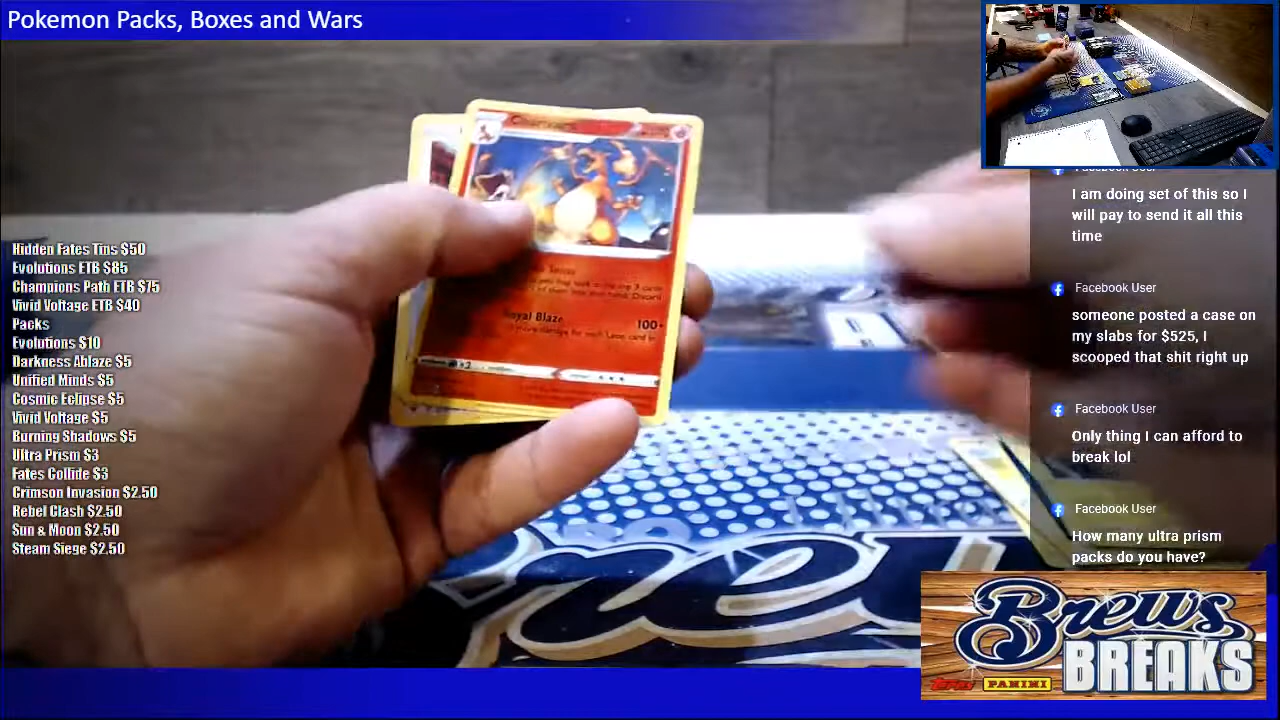 Pokemon Packs, Boxes and Wars
Hidden Fates Tins $50
Evolutions ETB $85
Champions Path ETB $75
Vivid Voltage ETB $40
Packs
Evolutions $10
Darkness Ablaze $5
Unified Minds $5
Cosmic Eclipse $5
Vivid Voltage $5
Burning Shadows $5
Ultra Prism $3
Fates Collide $3
Crimson Invasion $2.50
Rebel Clash $2.50
Sun & Moon $2.50
Steam Siege $2.50
Royal Blaze 100+
Facebook User
I am doing set of this so I
will pay to send it all this
time
Facebook User
someone posted a case on
my slabs for $525, I
scooped that shit right up
Facebook User
Only thing I can afford to
break lol
Facebook User
How many ultra prism
packs do you have?
Brews
BREAKS
TOPPS PANINI